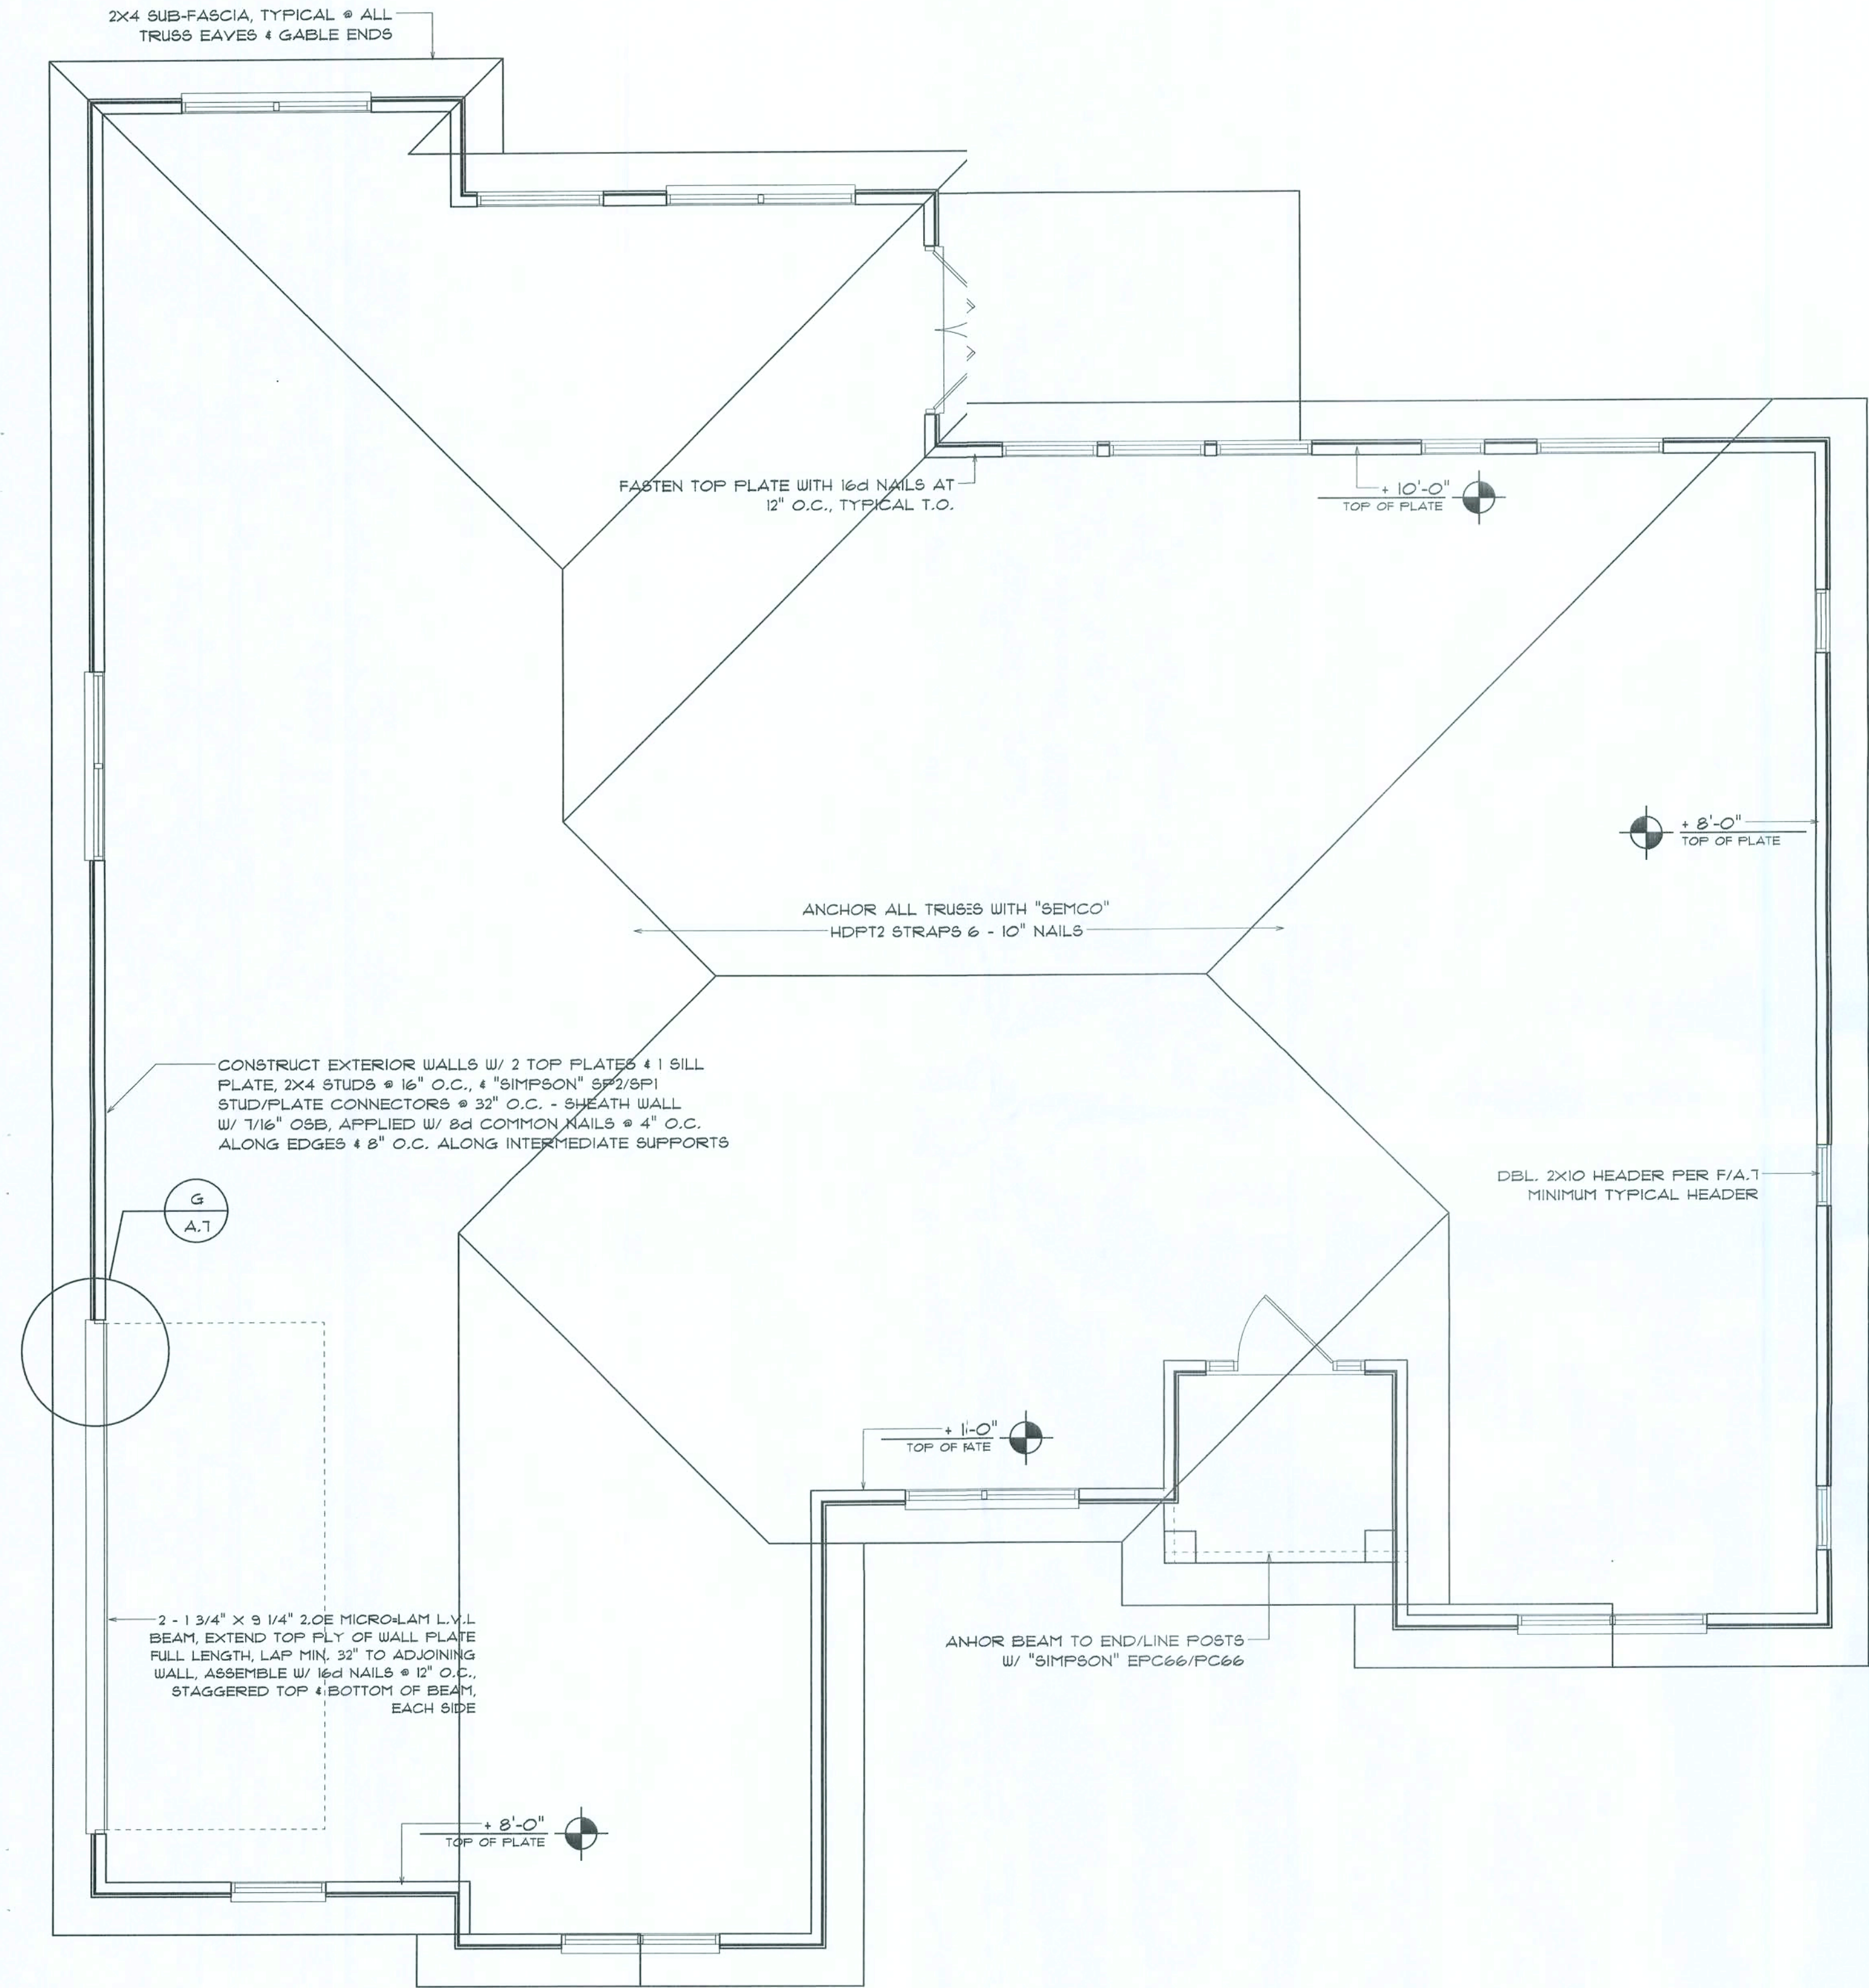 2X4 SUB-FASCIA, TYPICAL @ ALL
TRUSS EAVES & GABLE ENDS
FASTEN TOP PLATE WITH 16d NAILS AT
12" O.C., TYPICAL T.O.
+ 10'-0"
TOP OF PLATE
+ 8'-0"
TOP OF PLATE
ANCHOR ALL TRUSES WITH "SEMCO"
HDPT2 STRAPS 6 - 10" NAILS
CONSTRUCT EXTERIOR WALLS W/ 2 TOP PLATES & 1 SILL
PLATE, 2X4 STUDS @ 16" O.C., & "SIMPSON" SP2/SP1
STUD/PLATE CONNECTORS @ 32" O.C. - SHEATH WALL
W/ 7/16" OSB, APPLIED W/ 8d COMMON NAILS @ 4" O.C.
ALONG EDGES & 8" O.C. ALONG INTERMEDIATE SUPPORTS
DBL. 2X10 HEADER PER F/A.7
MINIMUM TYPICAL HEADER
G
A.7
TOP OF
2 - 1 3/4" X 9 1/4" 2.0E MICRO=LAM L.V.L
BEAM, EXTEND TOP PLY OF WALL PLATE
FULL LENGTH, LAP MIN. 32" TO ADJOINING
WALL, ASSEMBLE W/ 16d NAILS @ 12" O.C.,
STAGGERED TOP & BOTTOM OF BEAM,
EACH SIDE
ANHOR BEAM TO END/LINE POSTS
W/ "SIMPSON" EPC66/PC66
+ 8'-0"
TOP OF PLATE